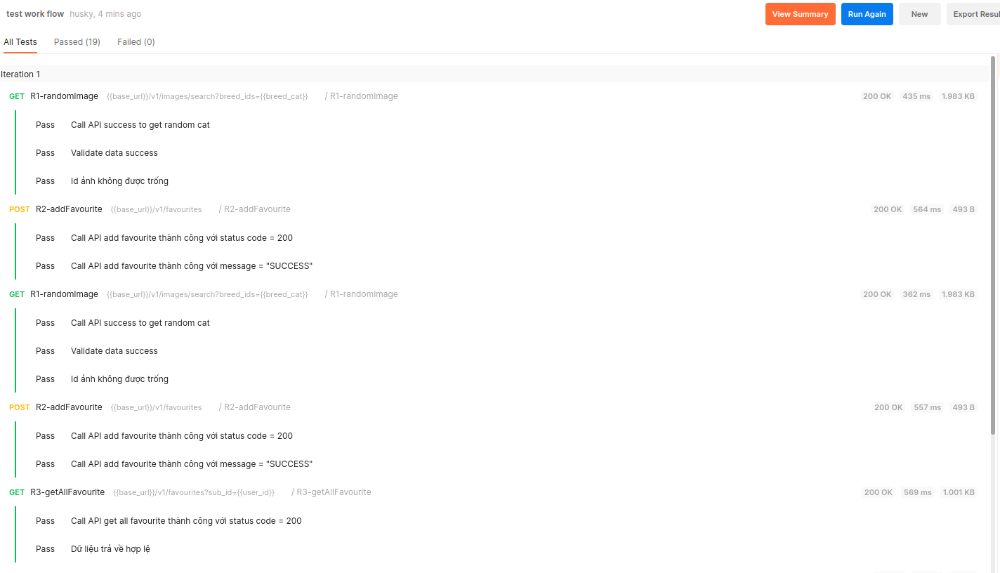 test work flow husky, 4 mins ago View Summary Run Again New Export Resul
All Tests Passed (19) Failed (0)
Iteration 1
GET R1-randomImage {{base_url}}/v1/images/search?breed_ids={{breed_cat}} / R1-randomImage 200 OK 435 ms 1.983 KB
Pass Call API success to get random cat
Pass Validate data success
Pass Id ảnh không được trống
POST R2-addFavourite {{base_url}}/v1/favourites / R2-addFavourite 200 OK 564 ms 493 B
Pass Call API add favourite thành công với status code = 200
Pass Call API add favourite thành công với message = "SUCCESS"
GET R1-randomImage {{base_url}}/v1/images/search?breed_ids={{breed_cat}} / R1-randomImage 200 OK 362 ms 1.983 KB
Pass Call API success to get random cat
Pass Validate data success
Pass Id ảnh không được trống
POST R2-addFavourite {{base_url}}/v1/favourites / R2-addFavourite 200 OK 557 ms 493 B
Pass Call API add favourite thành công với status code = 200
Pass Call API add favourite thành công với message = "SUCCESS"
GET R3-getAllFavourite {{base_url}}/v1/favourites?sub_id={{user_id}} / R3-getAllFavourite 200 OK 569 ms 1.001 KB
Pass Call API get all favourite thành công với status code = 200
Pass Dữ liệu trả về hợp lệ